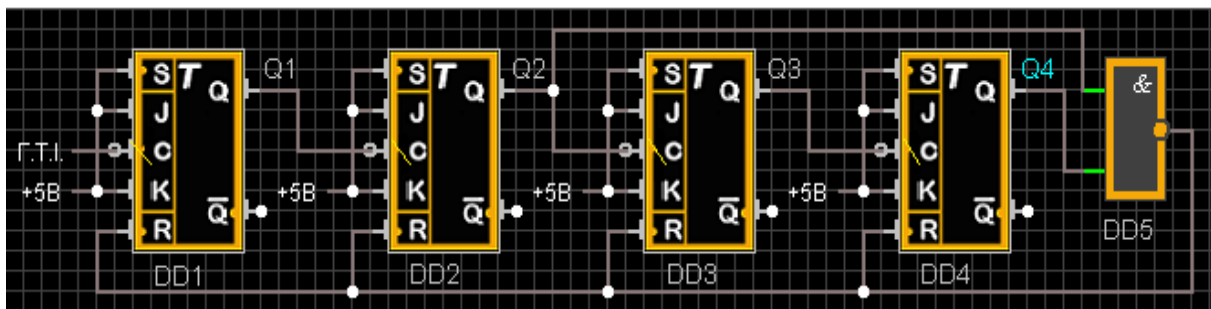 Q1 Q2 Q3 Q4
S T Q S T Q S T Q S T Q &
J J J J
Г.Т.І. C C C C
+5В K +5В K +5В K +5В K
Q̅ Q̅ Q̅ Q̅
R R R R DD5
DD1 DD2 DD3 DD4